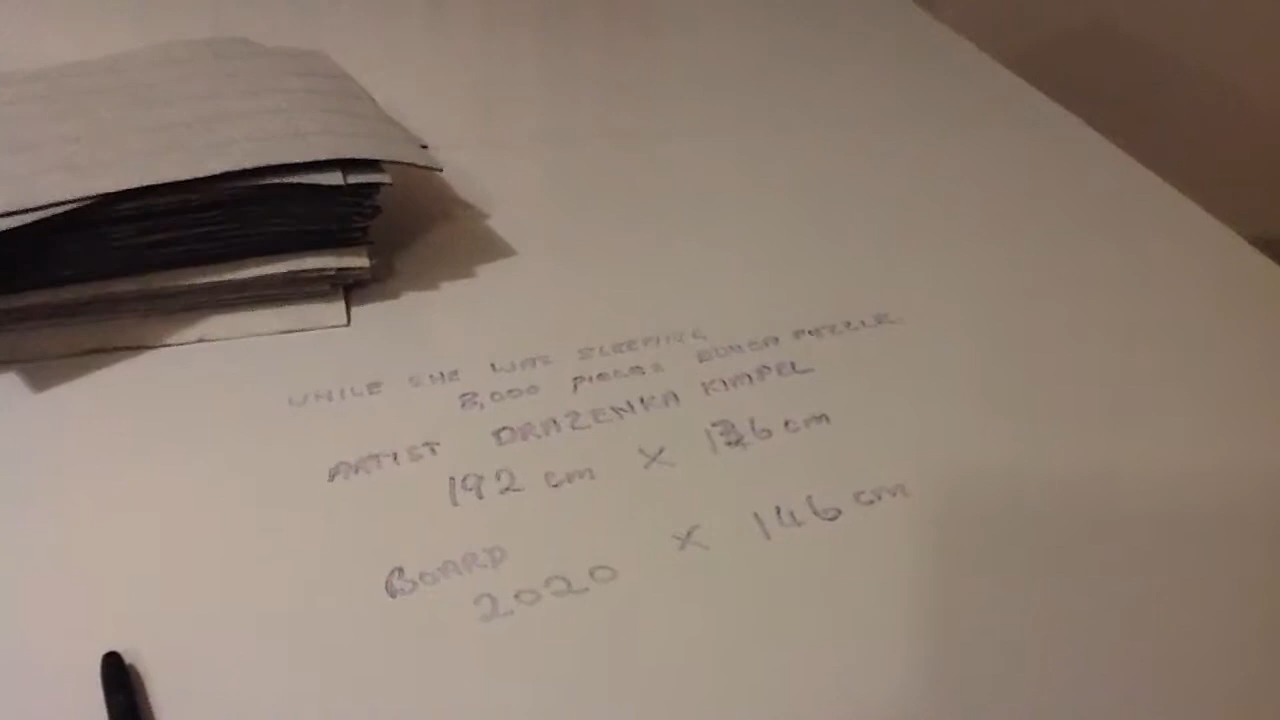 WHILE SHE WAS SLEEPING
8,000 PIECES EDUCA PUZZLE
ARTIST DRAZENKA KIMPEL
192 cm X 136 cm
BOARD
2020 X 146 cm